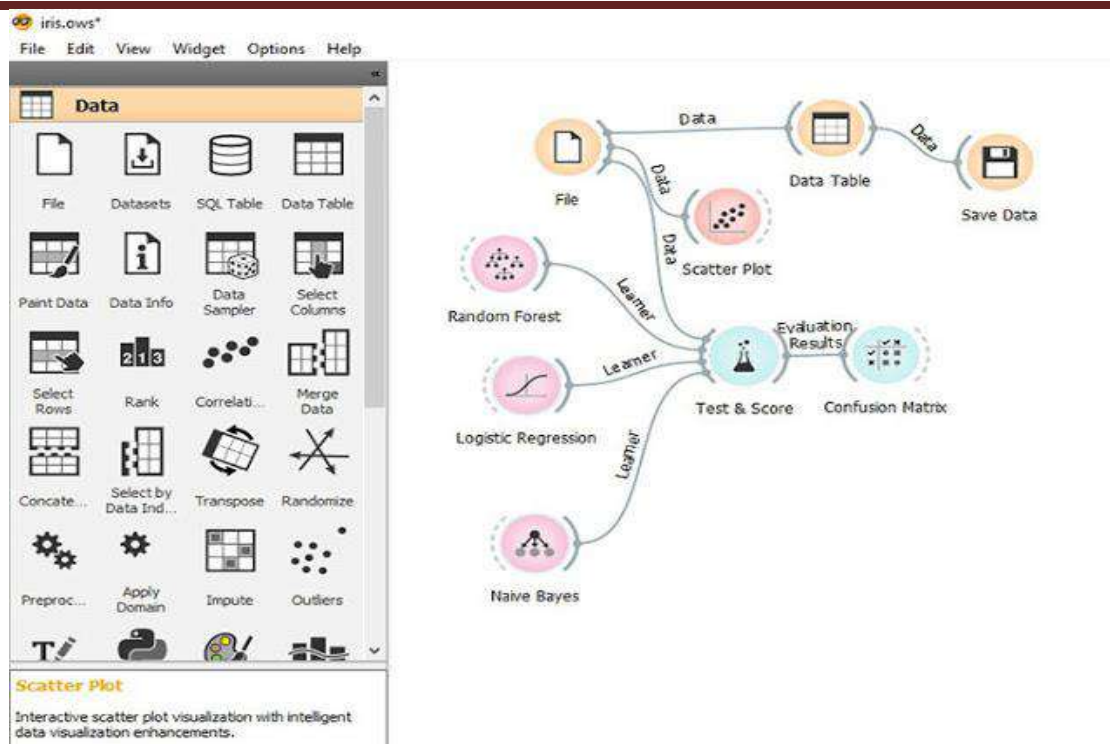 iris.ows*
File Edit View Widget Options Help
Data
File Datasets SQL Table Data Table
Paint Data Data Info Data Sampler Select Columns
Select Rows Rank Correlati... Merge Data
Concate... Select by Data Ind... Transpose Randomize
Preproc... Apply Domain Impute Outliers
Scatter Plot
Interactive scatter plot visualization with intelligent
data visualization enhancements.
Data
Data
File
Data Table
Save Data
Data
Scatter Plot
Data
Random Forest
Learner
Evaluation
Results
Learner
Test & Score
Confusion Matrix
Logistic Regression
Learner
Naive Bayes